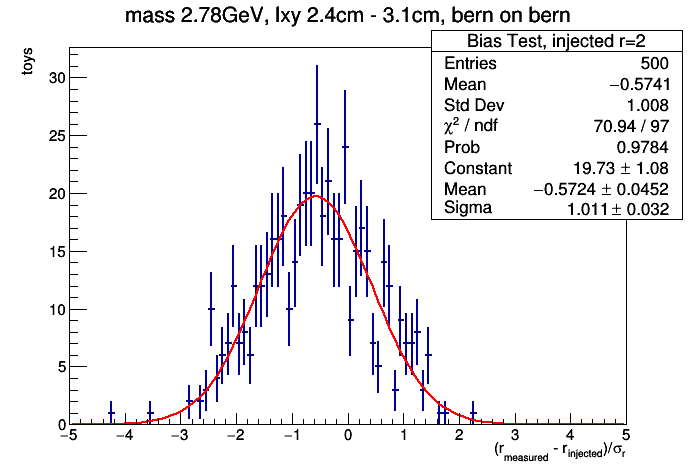 mass 2.78GeV, lxy 2.4cm - 3.1cm, bern on bern
Bias Test, injected r=2
Entries 500
Mean −0.5741
Std Dev 1.008
χ² / ndf 70.94 / 97
Prob 0.9784
Constant 19.73 ± 1.08
Mean −0.5724 ± 0.0452
Sigma 1.011 ± 0.032
toys
30
25
20
15
10
5
0
−5 −4 −3 −2 −1 0 1 2 3 4 5
(r_measured - r_injected)/σ_r